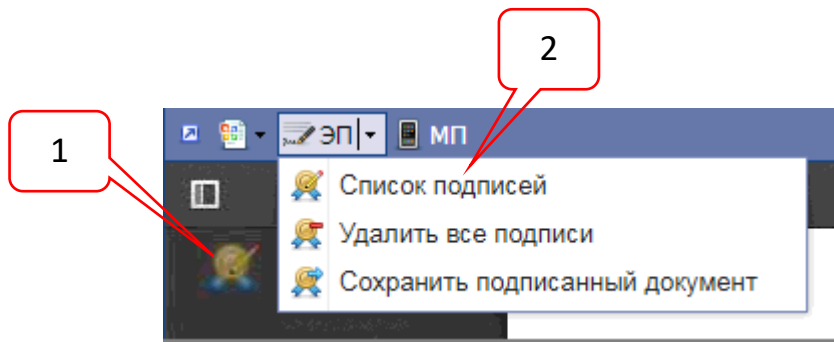 2
1
ЭП МП
Список подписей
Удалить все подписи
Сохранить подписанный документ